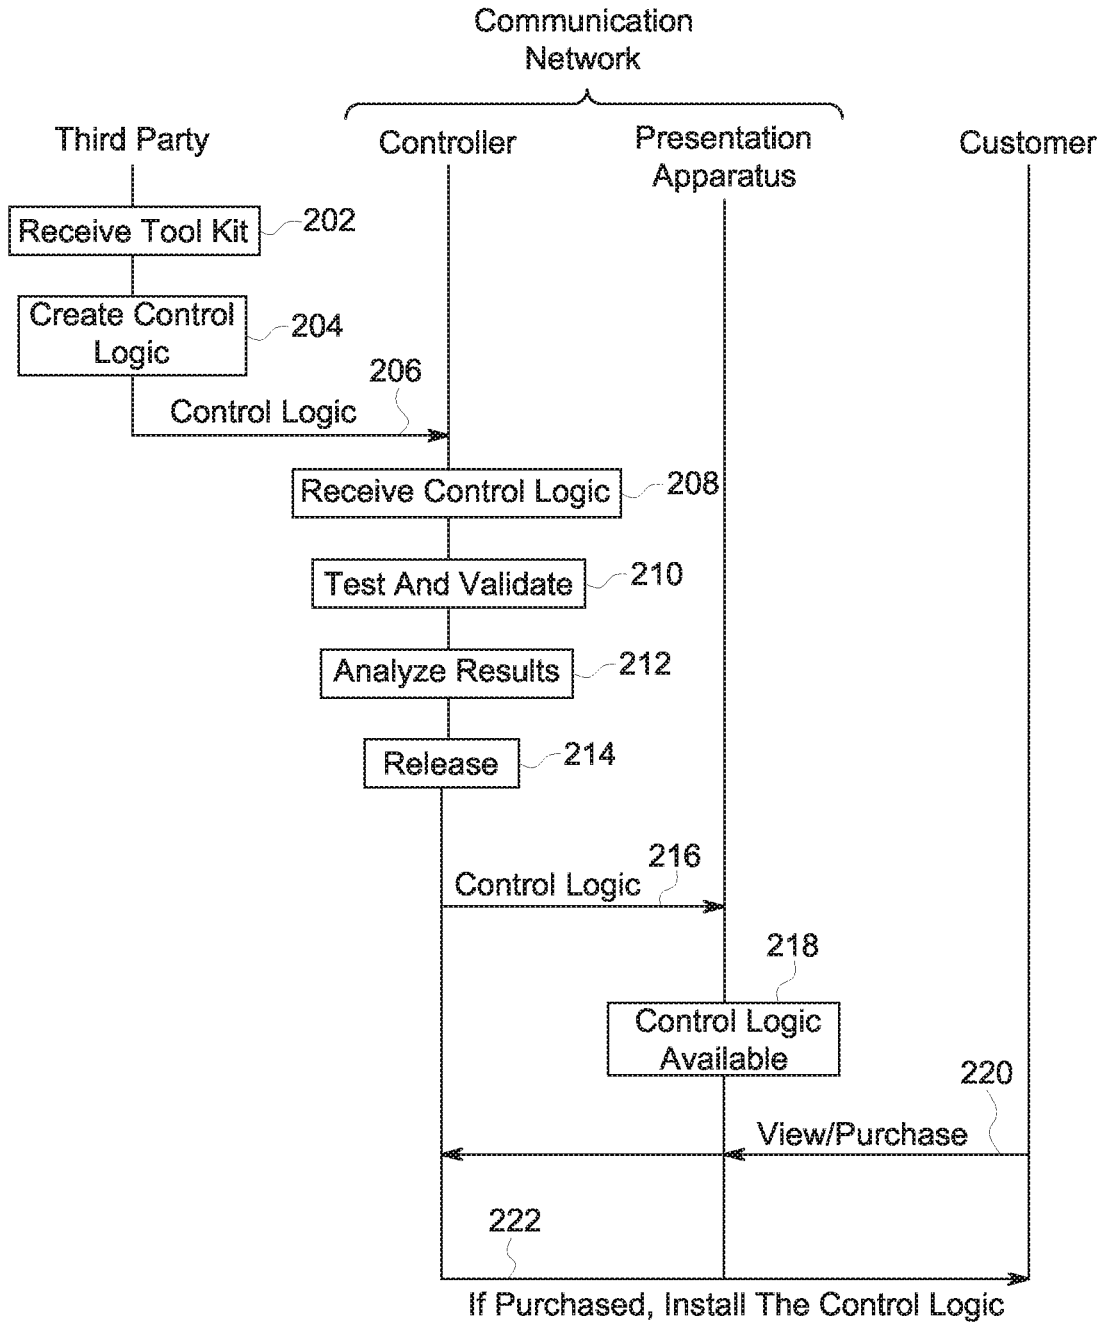 Communication
Network
Third Party
Controller
Presentation
Apparatus
Customer
Receive Tool Kit
202
Create Control
Logic
204
206
Control Logic
Receive Control Logic
208
Test And Validate
210
Analyze Results
212
Release
214
216
Control Logic
218
Control Logic
Available
220
View/Purchase
222
If Purchased, Install The Control Logic